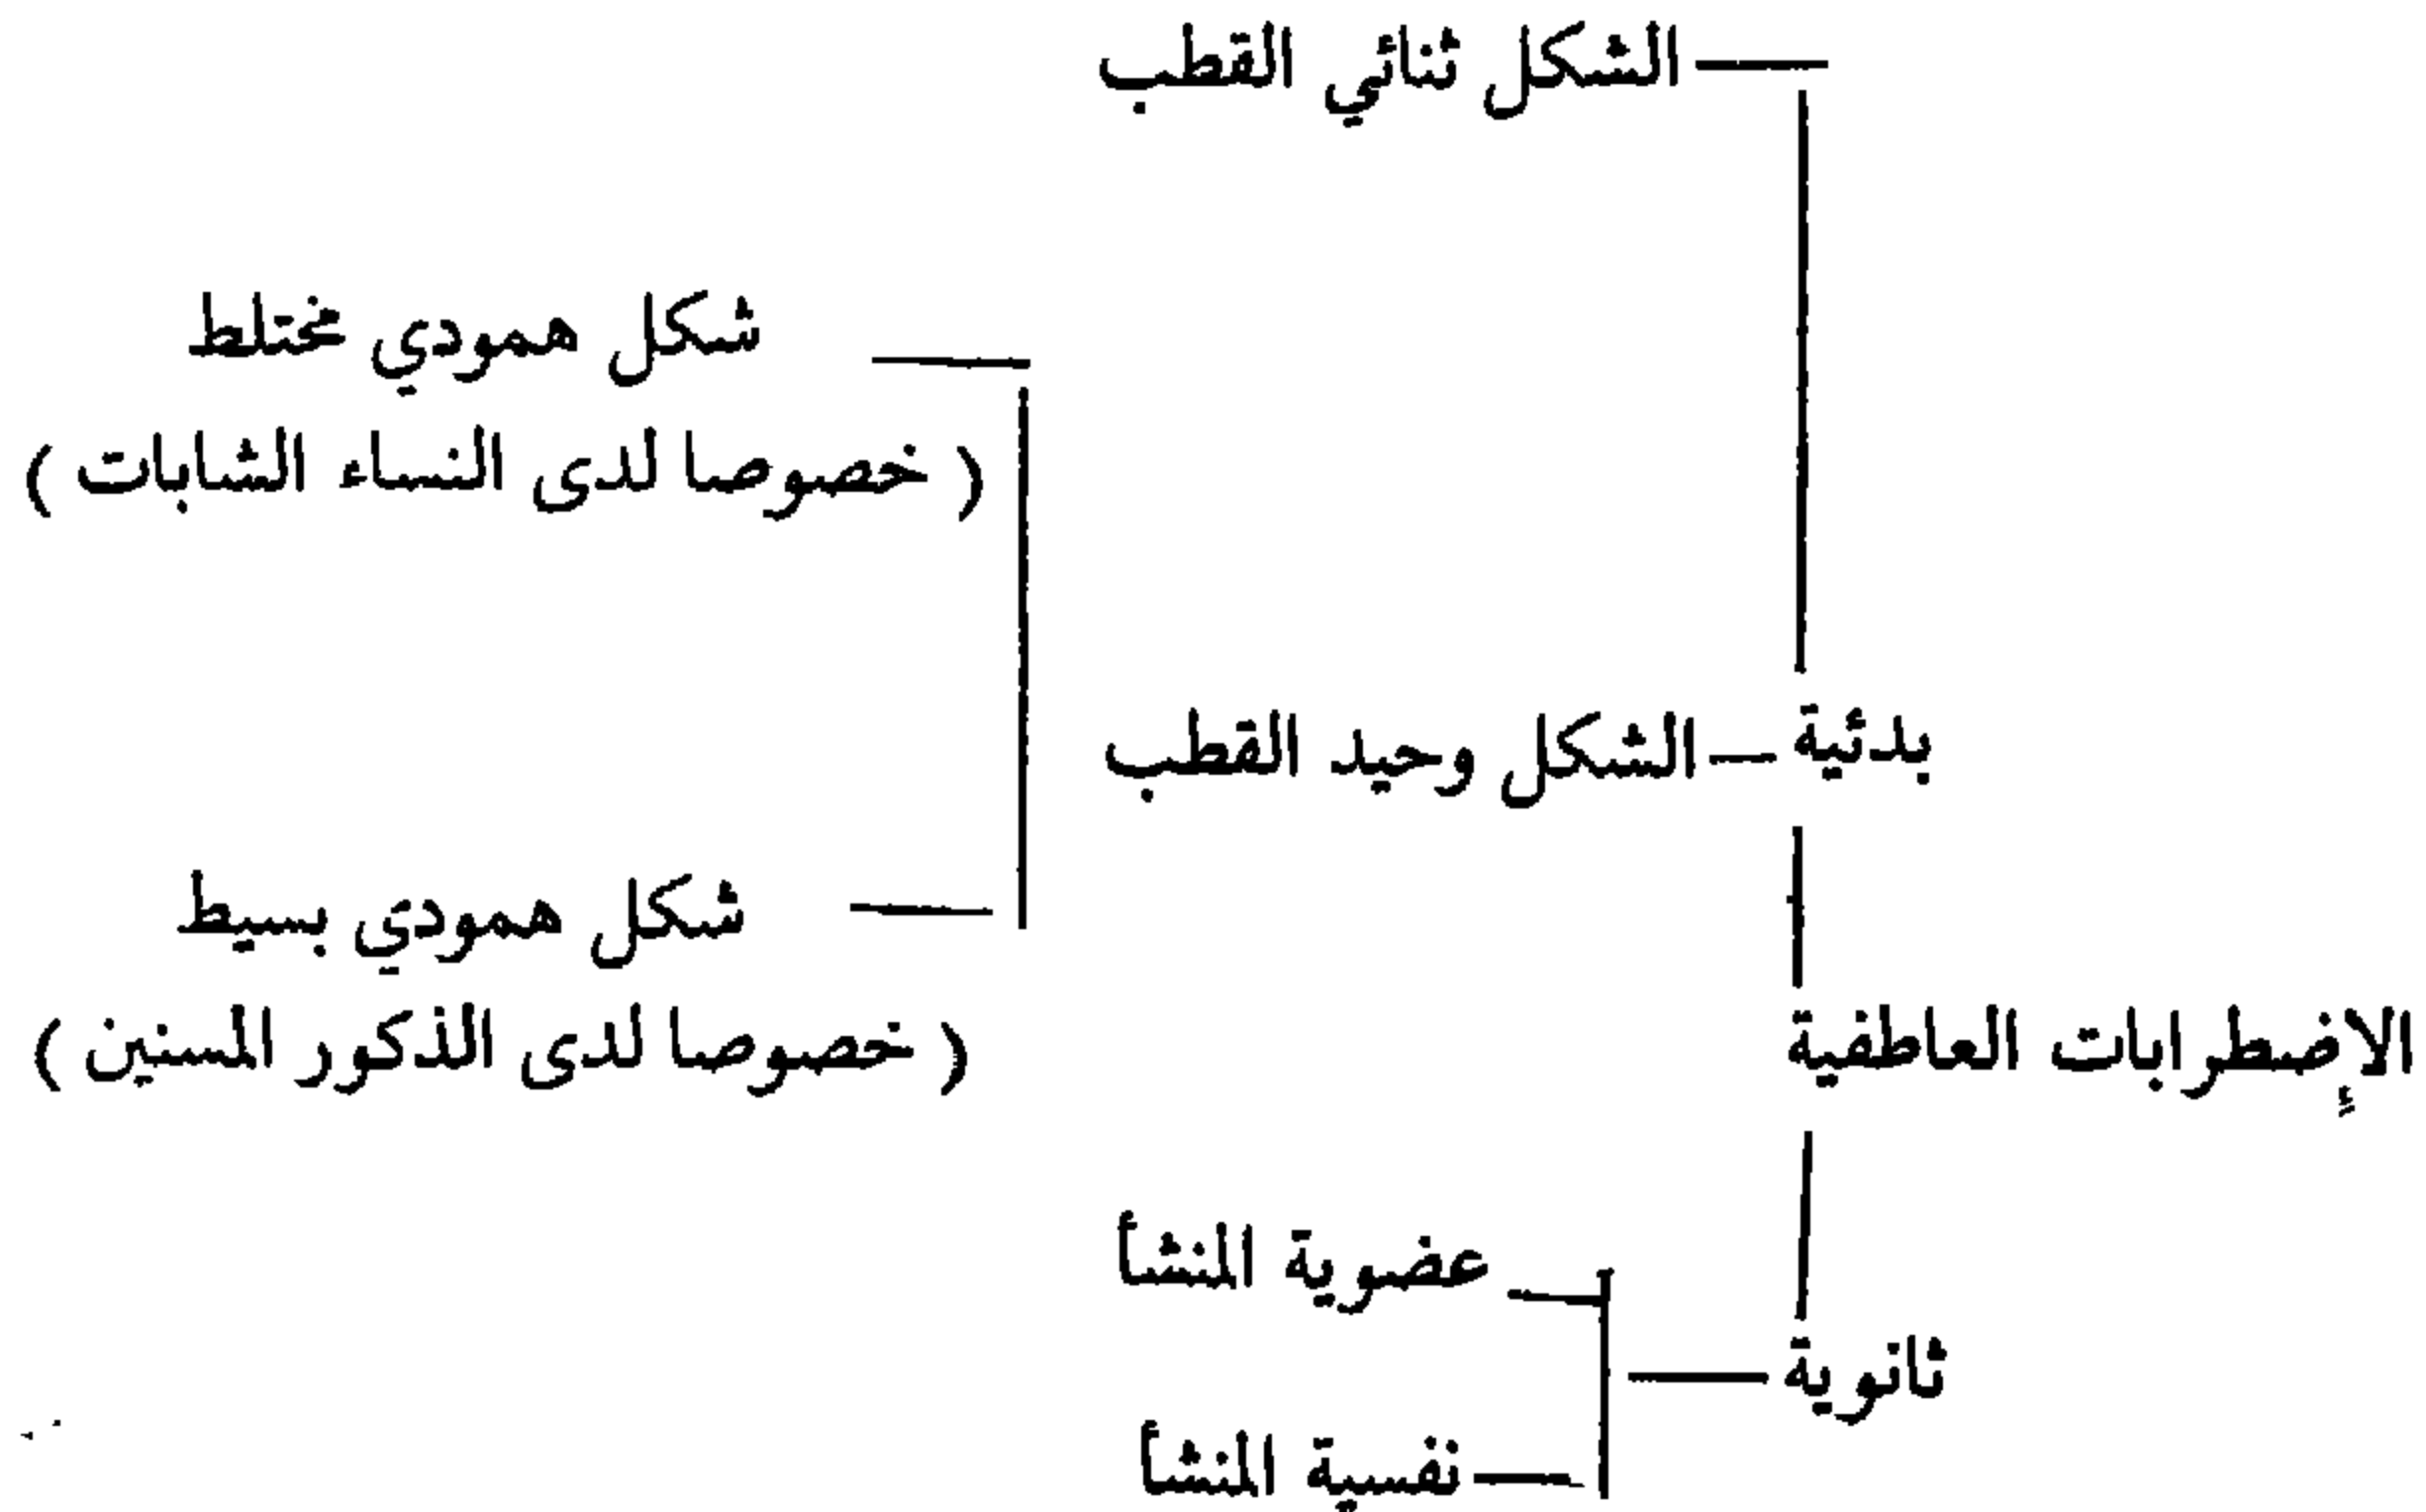 الشكل ثنائي القطب
شكل همودي مختلط
( خصوصا لدى النساء الشابات )
بدئية
الشكل وحيد القطب
شكل همودي بسيط
( خصوصا لدى الذكور المسنين )
الإضطرابات العاطفية
عضوية المنشأ
ثانوية
نفسية المنشأ